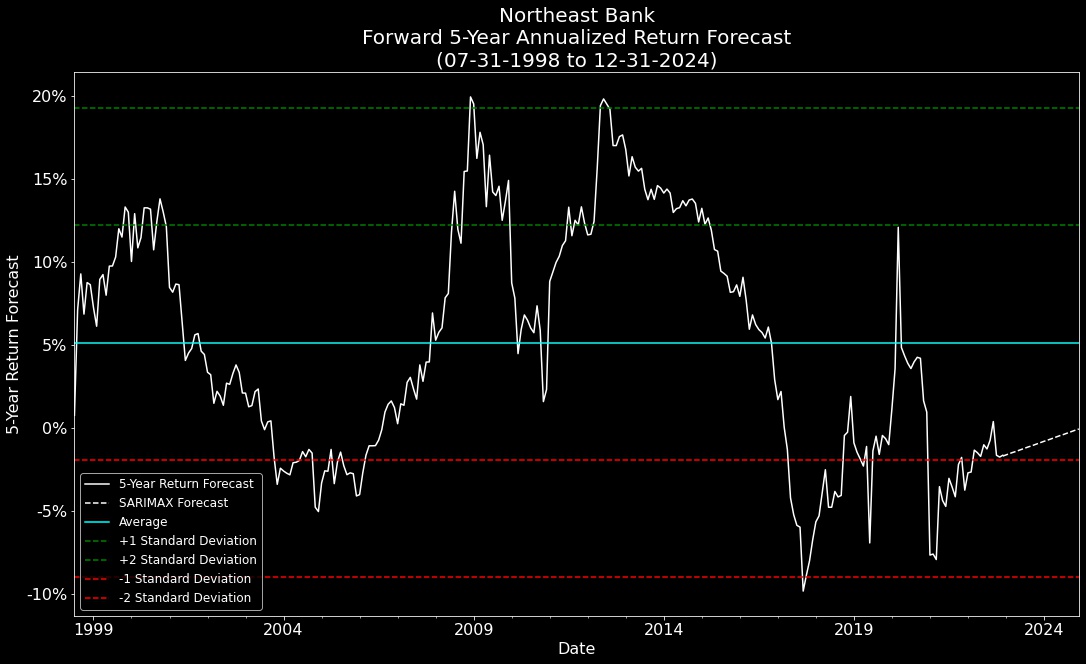 Northeast Bank
Forward 5-Year Annualized Return Forecast
(07-31-1998 to 12-31-2024)
5-Year Return Forecast
20%
15%
10%
5%
0%
-5%
-10%
5-Year Return Forecast
SARIMAX Forecast
Average
+1 Standard Deviation
+2 Standard Deviation
-1 Standard Deviation
-2 Standard Deviation
1999 2004 2009 2014 2019 2024
Date